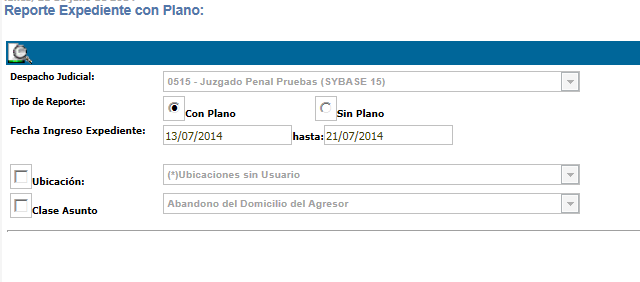 Reporte Expediente con Plano:
Despacho Judicial: 0515 - Juzgado Penal Pruebas (SYBASE 15)
Tipo de Reporte: Con Plano Sin Plano
Fecha Ingreso Expediente: 13/07/2014 hasta: 21/07/2014
Ubicación: (*)Ubicaciones sin Usuario
Clase Asunto Abandono del Domicilio del Agresor